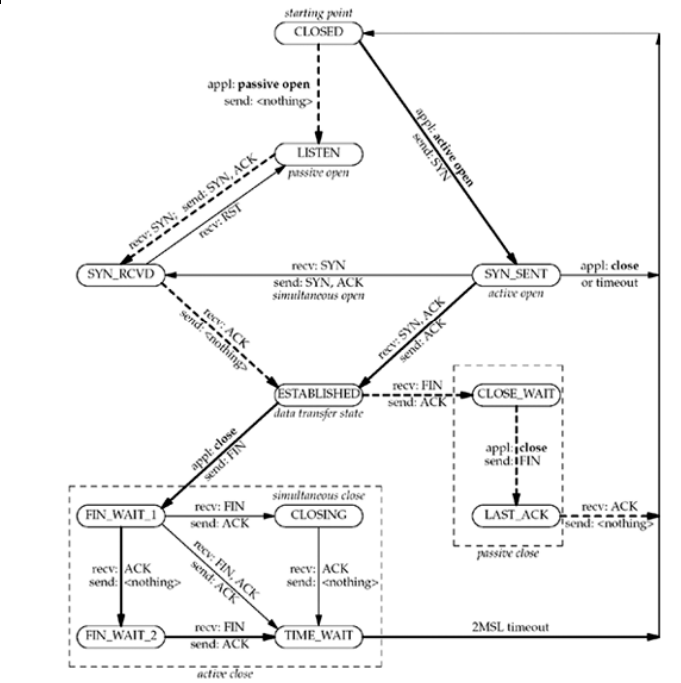 starting point
CLOSED
appl: passive open
send: <nothing>
appl: active open
send: SYN
LISTEN
passive open
recv: SYN; send: SYN, ACK
recv: RST
SYN_RCVD
recv: SYN
send: SYN, ACK
simultaneous open
SYN_SENT
active open
appl: close
or timeout
recv: ACK
send: <nothing>
recv: SYN, ACK
send: ACK
ESTABLISHED
data transfer state
recv: FIN
send: ACK
CLOSE_WAIT
appl: close
send: FIN
appl: close
send: FIN
simultaneous close
FIN_WAIT_1
recv: FIN
send: ACK
CLOSING
LAST_ACK
recv: ACK
send: <nothing>
passive close
recv: FIN, ACK
send: ACK
recv: ACK
send: <nothing>
recv: ACK
send: <nothing>
FIN_WAIT_2
recv: FIN
send: ACK
TIME_WAIT
2MSL timeout
active close